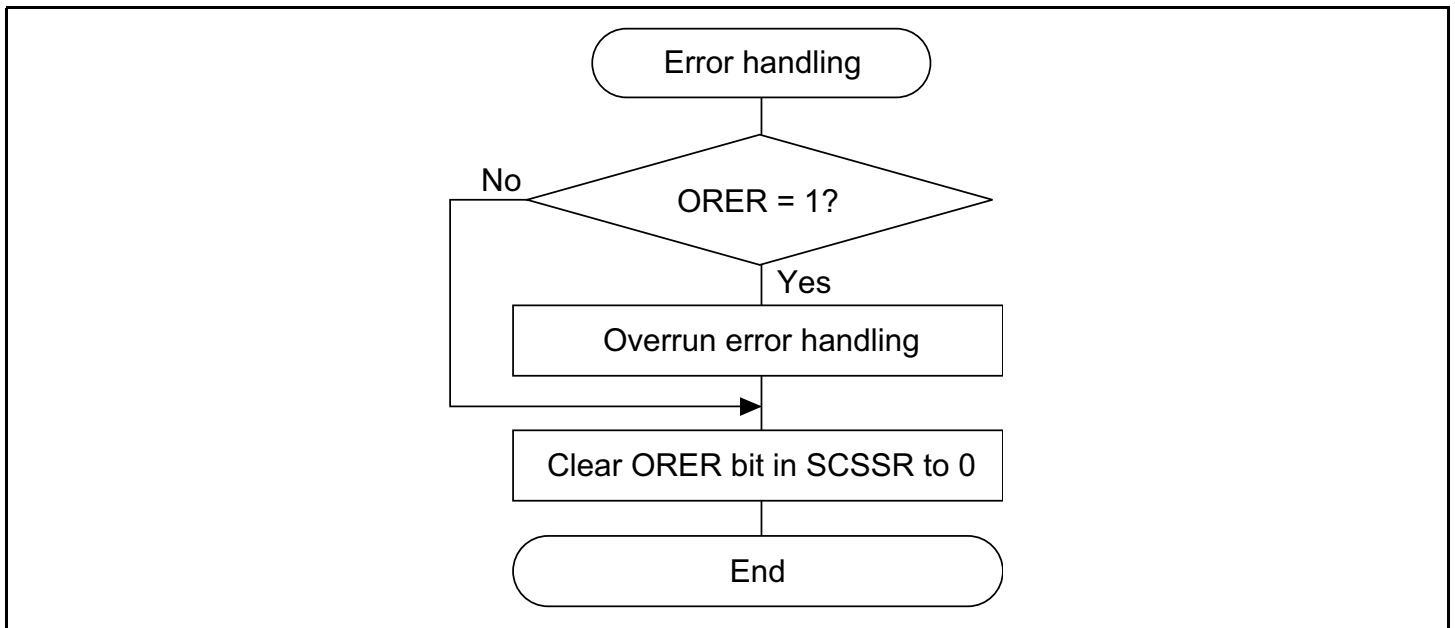 Error handling
No
ORER = 1?
Yes
Overrun error handling
Clear ORER bit in SCSSR to 0
End